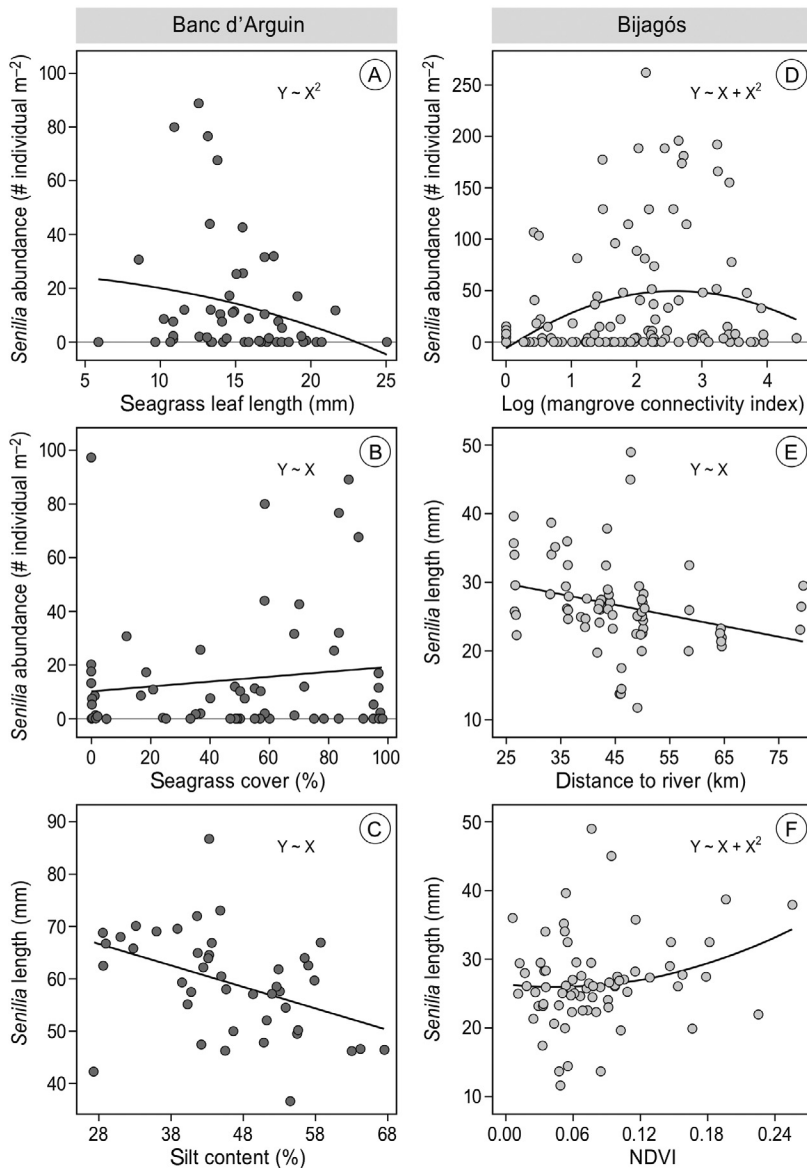 Banc d'Arguin
Bijagós
Senilia abundance (# individual m⁻²)
100
80
60
40
20
0
A
Y ~ X²
5
10
15
20
25
Seagrass leaf length (mm)
Senilia abundance (# individual m⁻²)
250
200
150
100
50
0
D
Y ~ X + X²
0
1
2
3
4
Log (mangrove connectivity index)
Senilia abundance (# individual m⁻²)
100
80
60
40
20
0
B
Y ~ X
0
20
40
60
80
100
Seagrass cover (%)
Senilia length (mm)
50
40
30
20
10
E
Y ~ X
25
35
45
55
65
75
Distance to river (km)
Senilia length (mm)
90
80
70
60
50
40
C
Y ~ X
28
38
48
58
68
Silt content (%)
Senilia length (mm)
50
40
30
20
10
F
Y ~ X + X²
0.00
0.06
0.12
0.18
0.24
NDVI